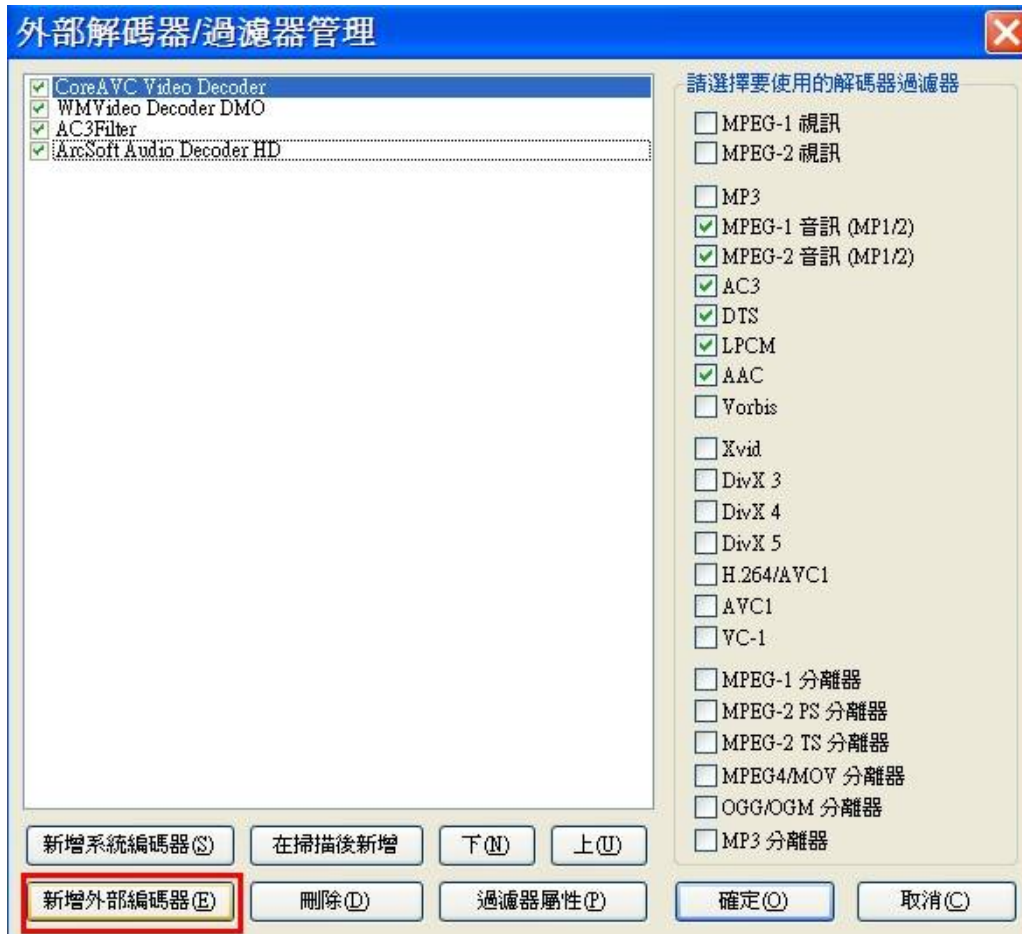 外部解碼器/過濾器管理
CoreAVC Video Decoder
WMVideo Decoder DMO
AC3Filter
ArcSoft Audio Decoder HD
請選擇要使用的解碼器過濾器
MPEG-1 視訊
MPEG-2 視訊
MP3
MPEG-1 音訊 (MP1/2)
MPEG-2 音訊 (MP1/2)
AC3
DTS
LPCM
AAC
Vorbis
Xvid
DivX 3
DivX 4
DivX 5
H.264/AVC1
AVC1
VC-1
MPEG-1 分離器
MPEG-2 PS 分離器
MPEG-2 TS 分離器
MPEG4/MOV 分離器
OGG/OGM 分離器
MP3 分離器
新增系統編碼器(S) 在掃描後新增 下(N) 上(U)
新增外部編碼器(E) 刪除(D) 過濾器屬性(P) 確定(O) 取消(C)